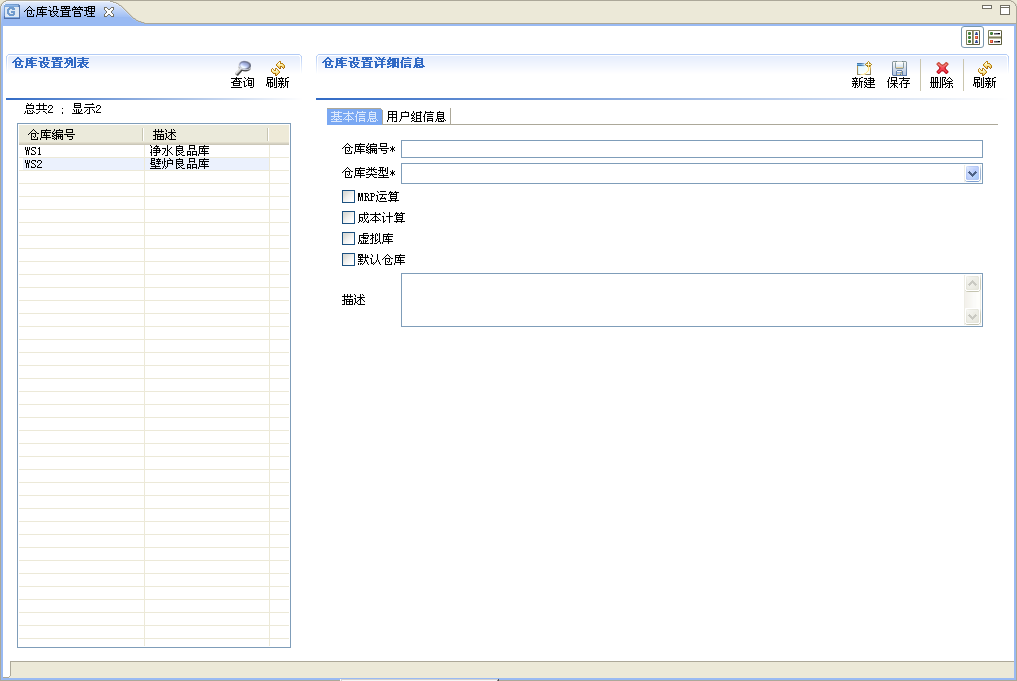 仓库设置管理
仓库设置列表
查询 刷新
总共2 ; 显示2
仓库编号 描述
WS1 净水良品库
WS2 壁炉良品库
仓库设置详细信息
新建 保存 删除 刷新
基本信息 用户组信息
仓库编号*
仓库类型*
MRP运算
成本计算
虚拟库
默认仓库
描述